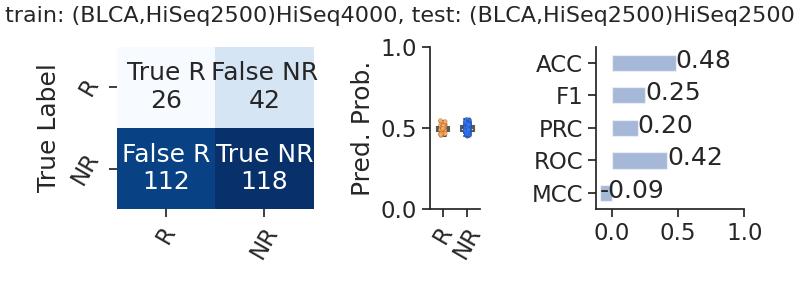 train: (BLCA,HiSeq2500)HiSeq4000, test: (BLCA,HiSeq2500)HiSeq2500
True Label
R
NR
True R
26
False NR
42
False R
112
True NR
118
R
NR
Pred. Prob.
1.0
0.5
0.0
R
NR
ACC
0.48
F1
0.25
PRC
0.20
ROC
0.42
MCC
-0.09
0.0
0.5
1.0